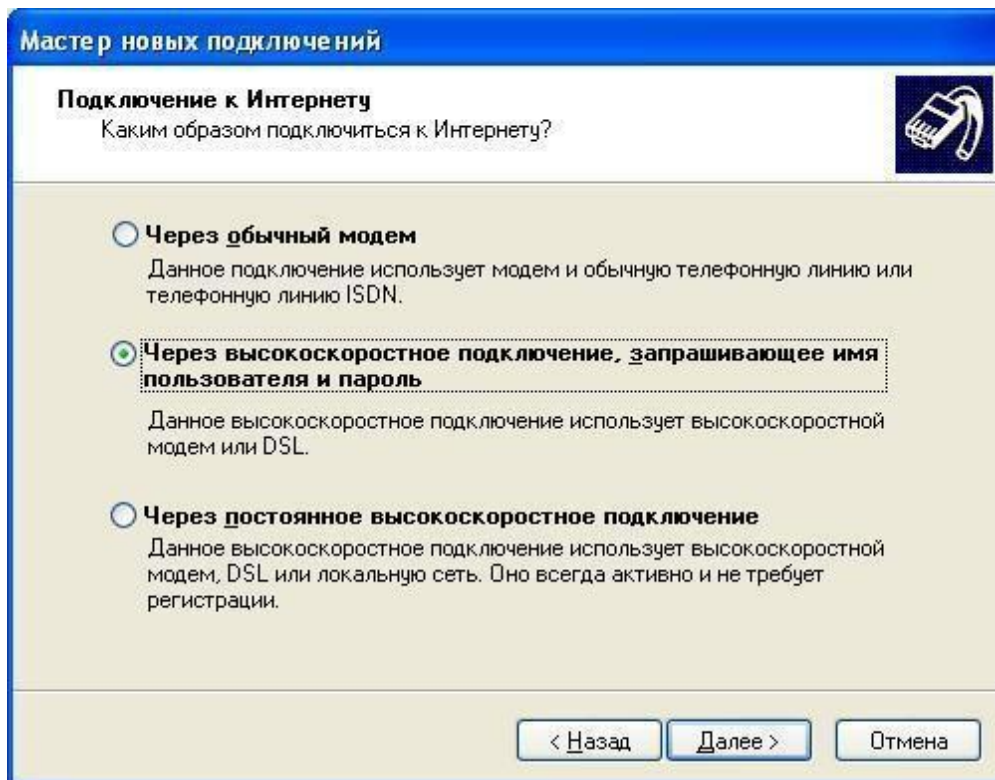 Мастер новых подключений
Подключение к Интернету
Каким образом подключиться к Интернету?
Через обычный модем
Данное подключение использует модем и обычную телефонную линию или
телефонную линию ISDN.
Через высокоскоростное подключение, запрашивающее имя
пользователя и пароль
Данное высокоскоростное подключение использует высокоскоростной
модем или DSL.
Через постоянное высокоскоростное подключение
Данное высокоскоростное подключение использует высокоскоростной
модем, DSL или локальную сеть. Оно всегда активно и не требует
регистрации.
< Назад Далее > Отмена